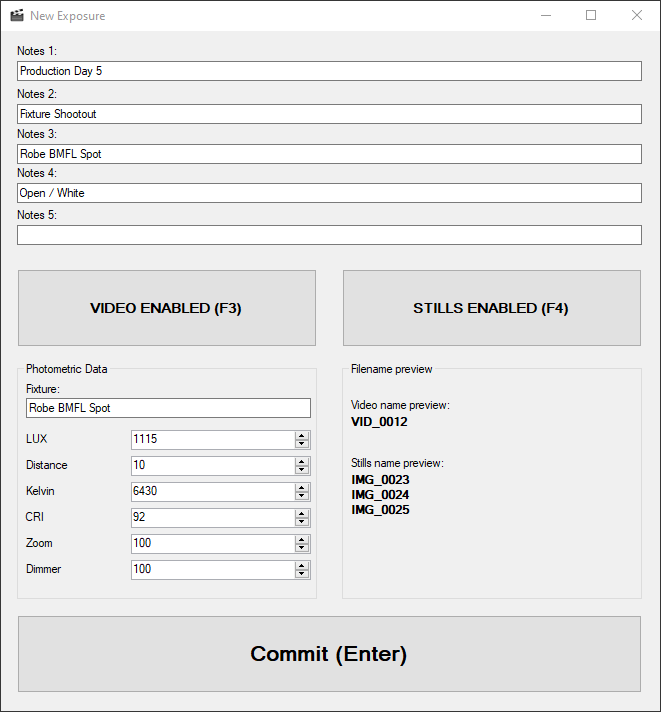 New Exposure
Notes 1:
Production Day 5
Notes 2:
Fixture Shootout
Notes 3:
Robe BMFL Spot
Notes 4:
Open / White
Notes 5:
VIDEO ENABLED (F3)
STILLS ENABLED (F4)
Photometric Data
Fixture:
Robe BMFL Spot
LUX 1115
Distance 10
Kelvin 6430
CRI 92
Zoom 100
Dimmer 100
Filename preview
Video name preview:
VID_0012
Stills name preview:
IMG_0023
IMG_0024
IMG_0025
Commit (Enter)